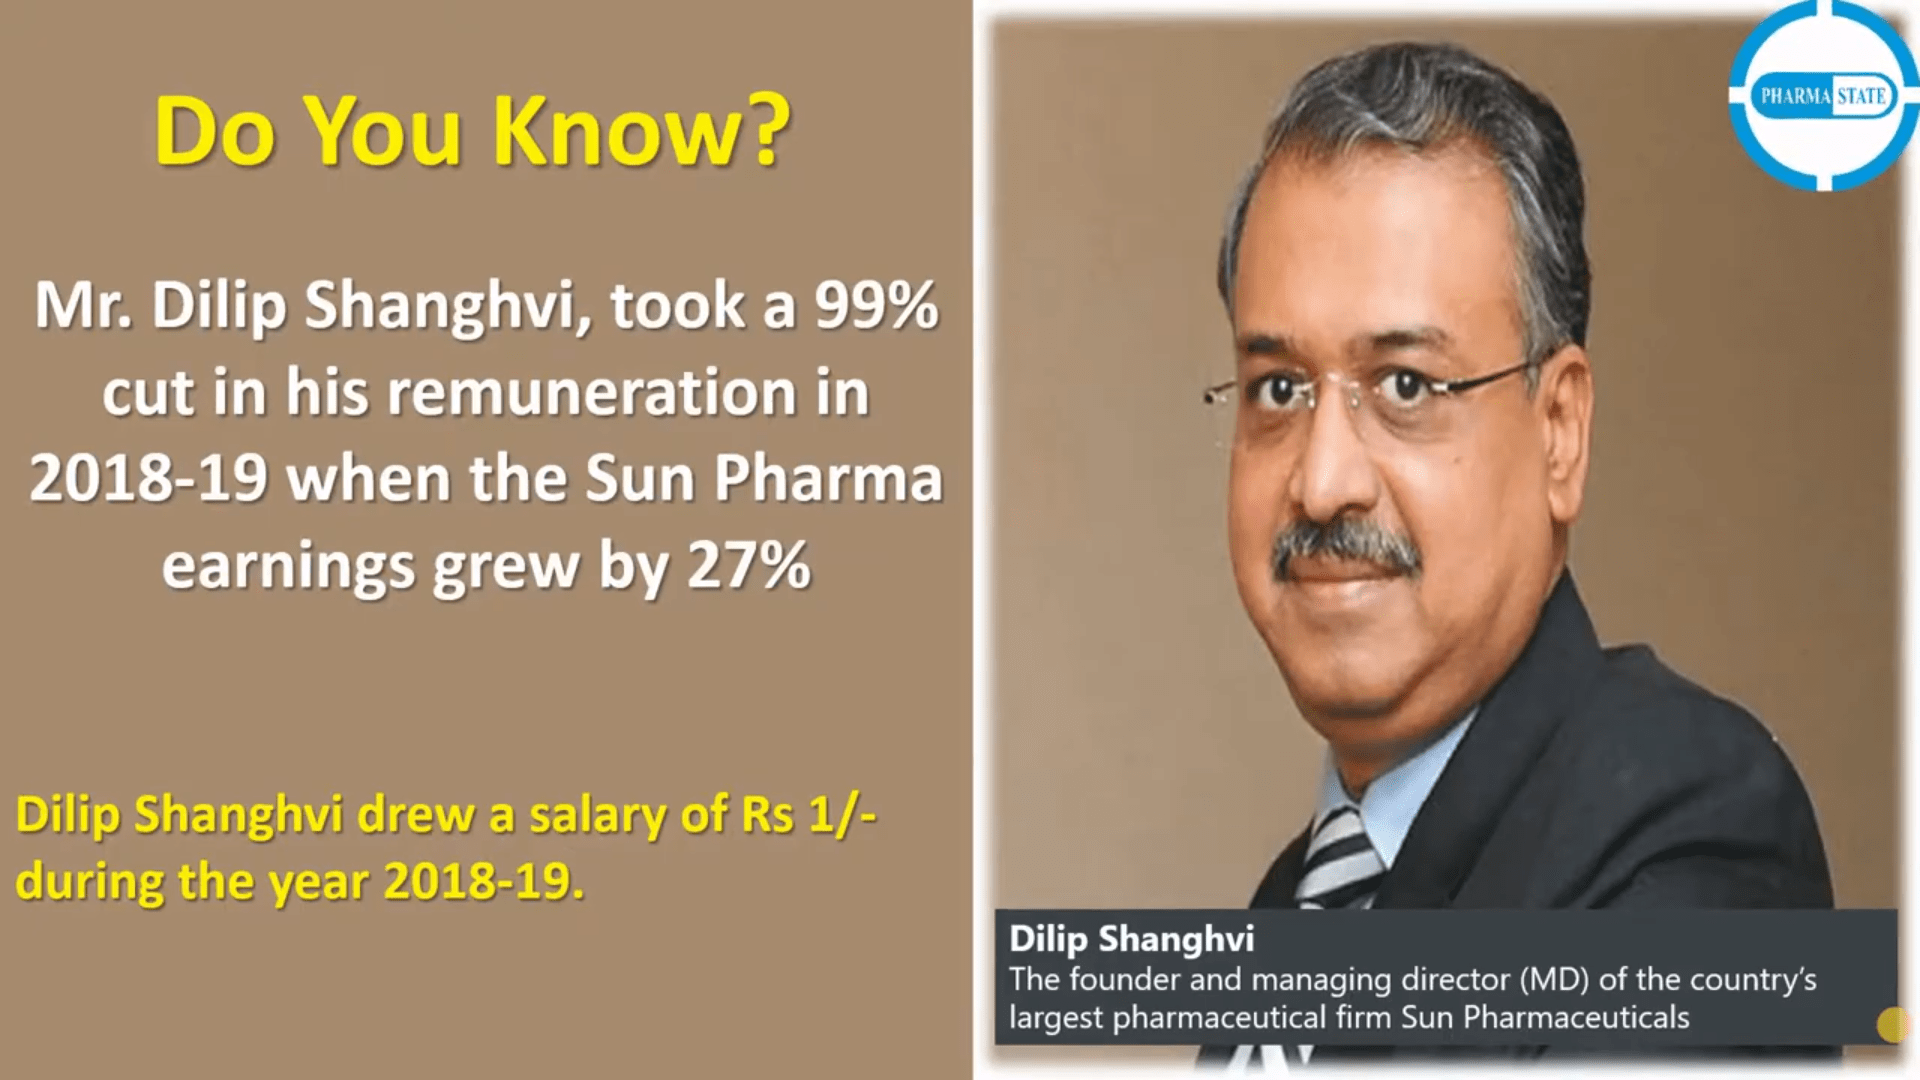 Do You Know?
Mr. Dilip Shanghvi, took a 99%
cut in his remuneration in
2018-19 when the Sun Pharma
earnings grew by 27%
Dilip Shanghvi drew a salary of Rs 1/-
during the year 2018-19.
PHARMA STATE
Dilip Shanghvi
The founder and managing director (MD) of the country’s
largest pharmaceutical firm Sun Pharmaceuticals